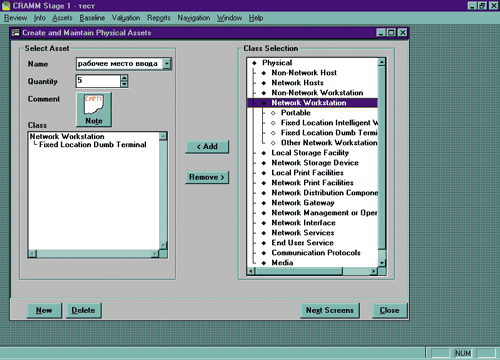 CRAMM Stage 1 - тест
Review Info Assets Baseline Valuation Reports Navigation Window Help
Create and Maintain Physical Assets
Select Asset
Name рабочее место ввода
Quantity 5
Comment
Note
Class
Network Workstation
Fixed Location Dumb Terminal
< Add
Remove >
Class Selection
Physical
Non-Network Host
Network Hosts
Non-Network Workstation
Network Workstation
Portable
Fixed Location Intelligent W
Fixed Location Dumb Termi
Other Network Workstation
Local Storage Facility
Network Storage Device
Local Print Facilities
Network Print Facilities
Network Distribution Compone
Network Gateway
Network Management or Oper
Network Interface
Network Services
End User Service
Communication Protocols
Media
New Delete Next Screens Close
NUM